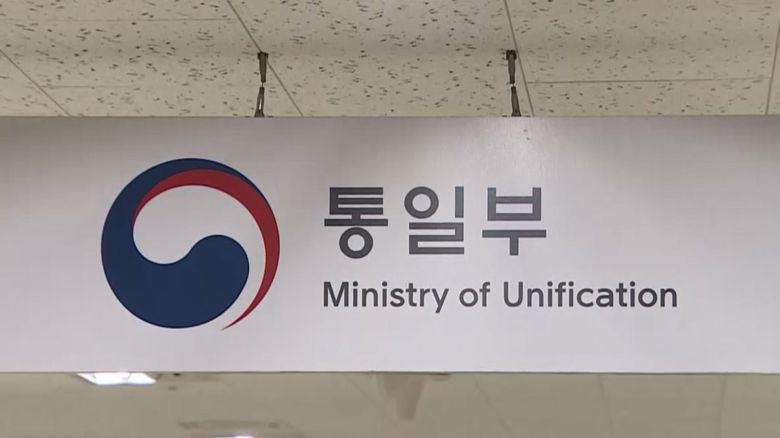 통일부
Ministry of Unification